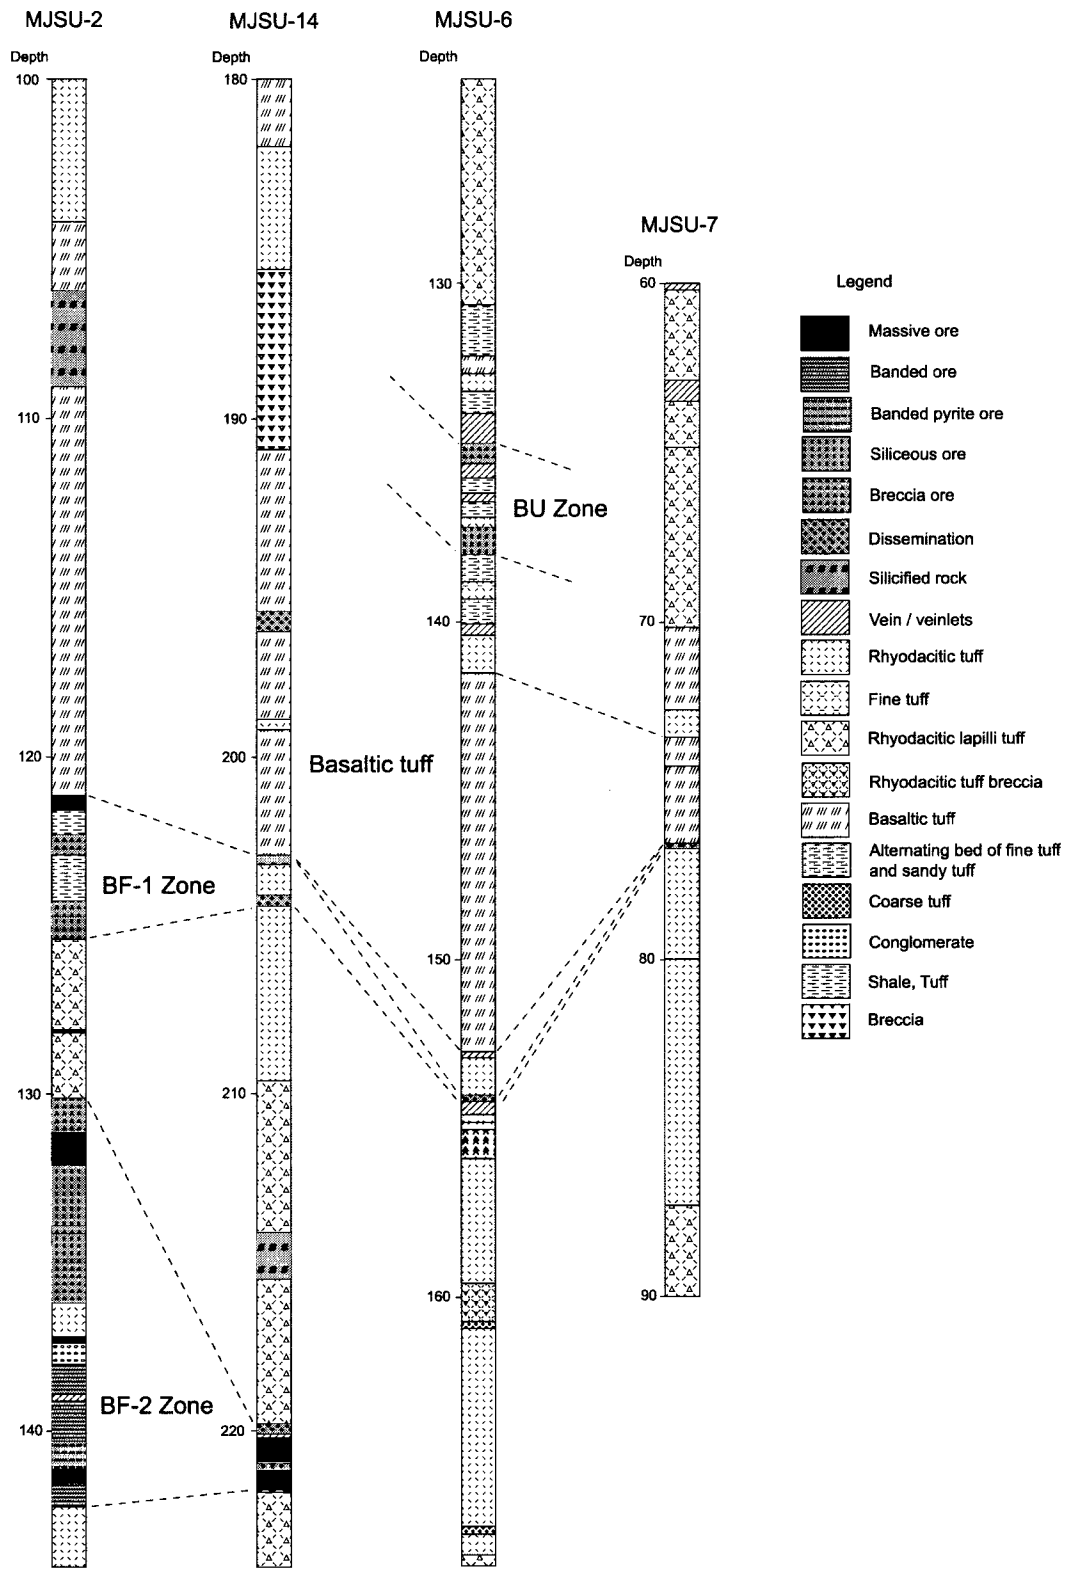 MJSU-2
MJSU-14
MJSU-6
Depth
Depth
Depth
100
180
130
MJSU-7
Depth
60
Legend
Massive ore
Banded ore
Banded pyrite ore
Siliceous ore
Breccia ore
Dissemination
Silicified rock
Vein / veinlets
Rhyodacitic tuff
Fine tuff
Rhyodacitic lapilli tuff
Rhyodacitic tuff breccia
Basaltic tuff
Alternating bed of fine tuff
and sandy tuff
Coarse tuff
Conglomerate
Shale, Tuff
Breccia
110
190
BU Zone
140
70
120
200
Basaltic tuff
BF-1 Zone
150
80
130
210
160
90
BF-2 Zone
140
220